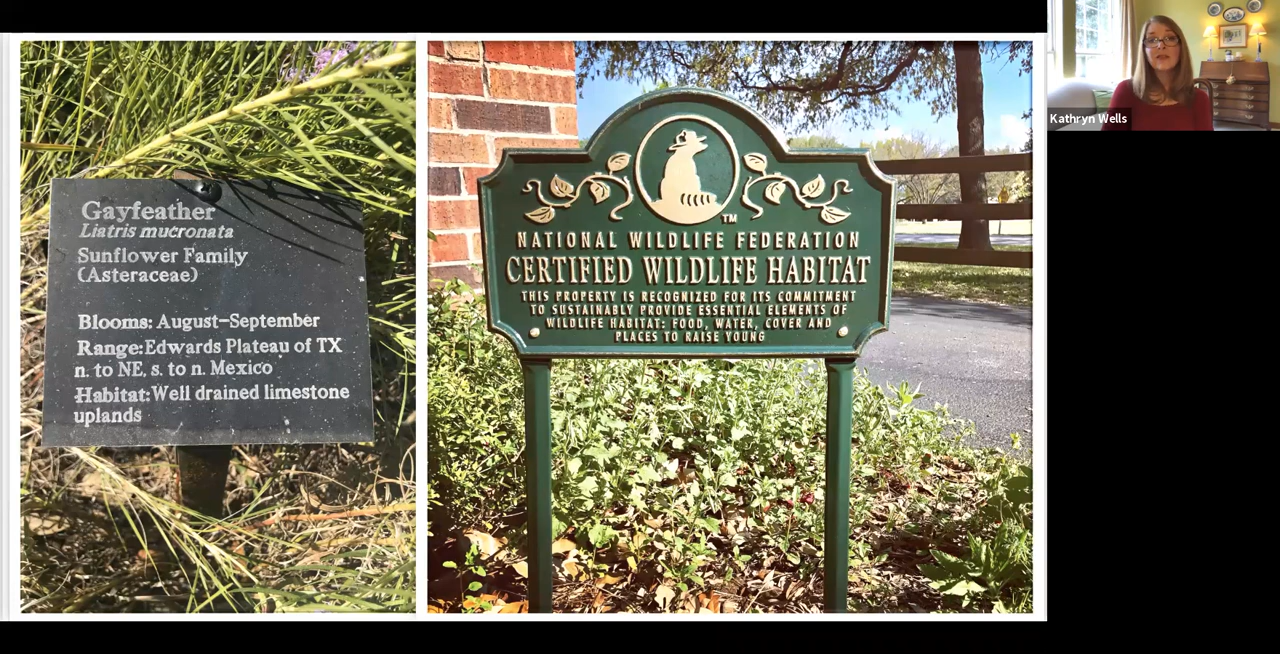 Gayfeather
Liatris mucronata
Sunflower Family
(Asteraceae)
Blooms: August–September
Range:Edwards Plateau of TX
n. to NE, s. to n. Mexico
Habitat:Well drained limestone
uplands
TM
NATIONAL WILDLIFE FEDERATION
CERTIFIED WILDLIFE HABITAT
THIS PROPERTY IS RECOGNIZED FOR ITS COMMITMENT
TO SUSTAINABLY PROVIDE ESSENTIAL ELEMENTS OF
WILDLIFE HABITAT: FOOD, WATER, COVER AND
PLACES TO RAISE YOUNG
Kathryn Wells